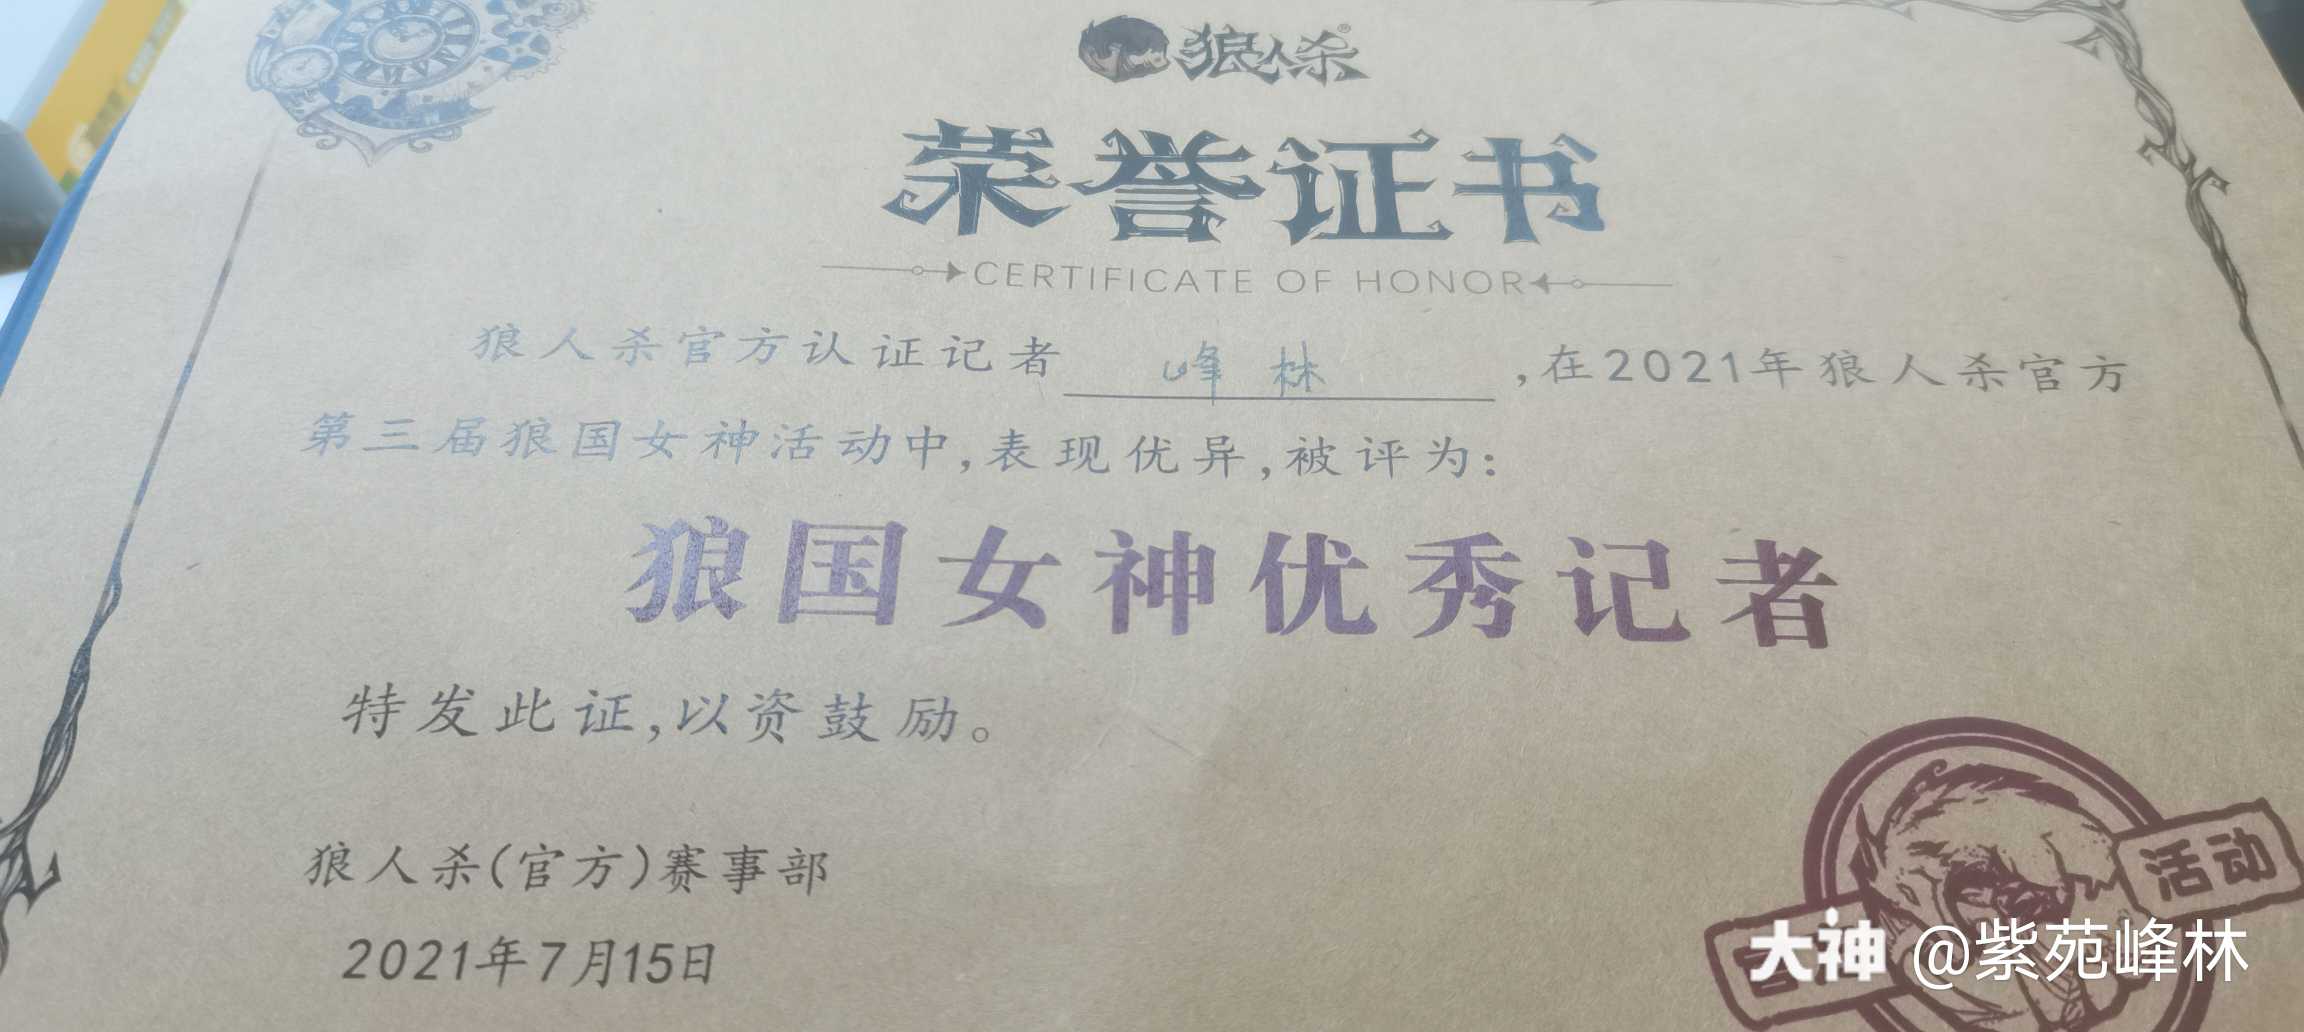 狼人杀®
荣誉证书
CERTIFICATE OF HONOR
狼人杀官方认证记者 峰林 ,在2021年狼人杀官方
第三届狼国女神活动中,表现优异,被评为:
狼国女神优秀记者
特发此证,以资鼓励。
狼人杀(官方)赛事部
2021年7月15日
活动
大神 @紫苑峰林